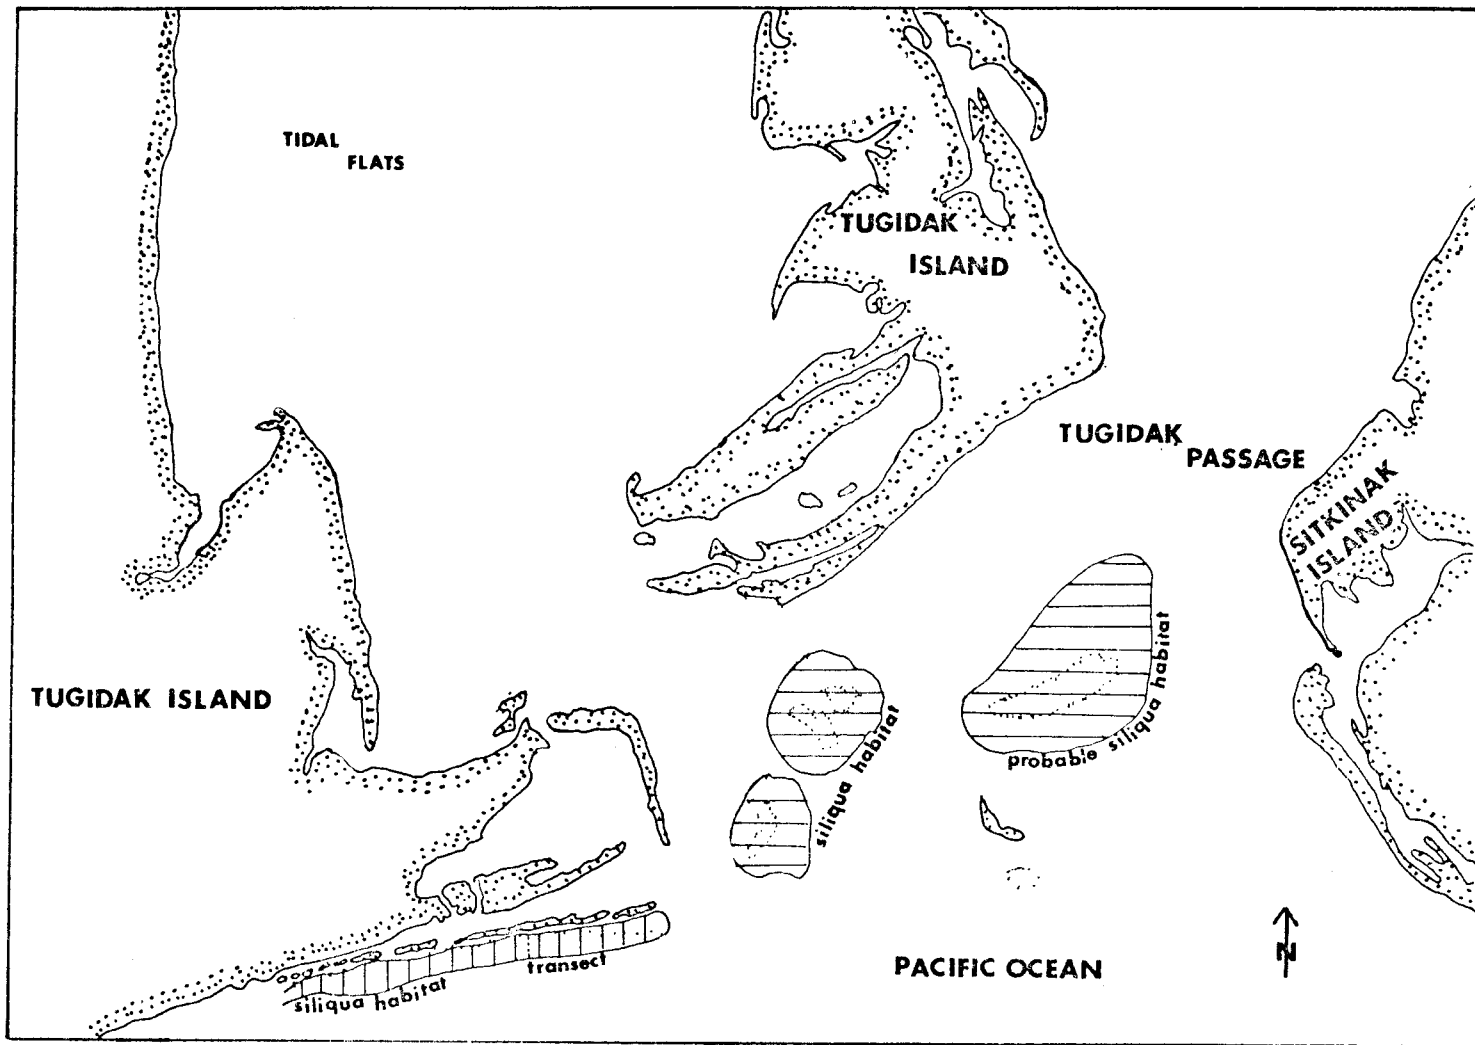 TIDAL
FLATS
TUGIDAK
ISLAND
TUGIDAK
PASSAGE
SITKINAK
ISLAND
TUGIDAK ISLAND
siliqua habitat
probable siliqua habitat
siliqua habitat
transect
PACIFIC OCEAN
N